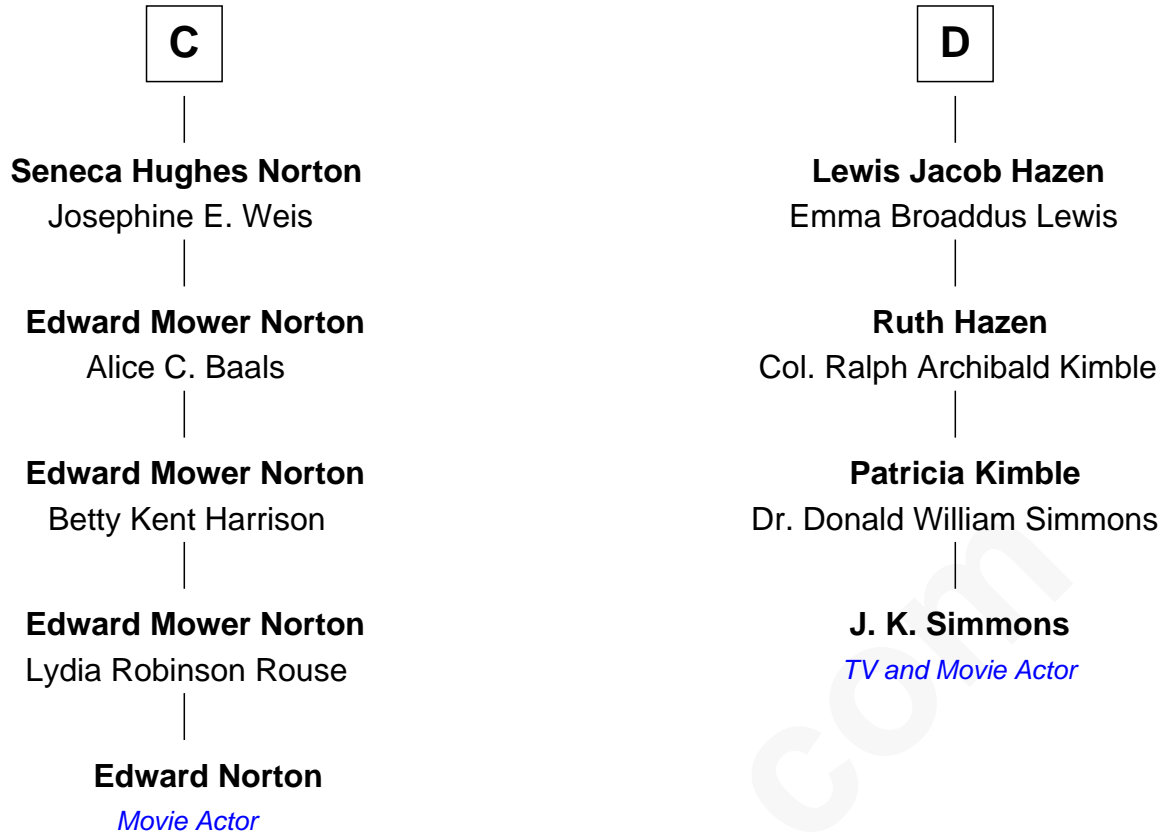 C
Seneca Hughes Norton
Josephine E. Weis
Edward Mower Norton
Alice C. Baals
Edward Mower Norton
Betty Kent Harrison
Edward Mower Norton
Lydia Robinson Rouse
Edward Norton
Movie Actor
D
Lewis Jacob Hazen
Emma Broaddus Lewis
Ruth Hazen
Col. Ralph Archibald Kimble
Patricia Kimble
Dr. Donald William Simmons
J. K. Simmons
TV and Movie Actor
com